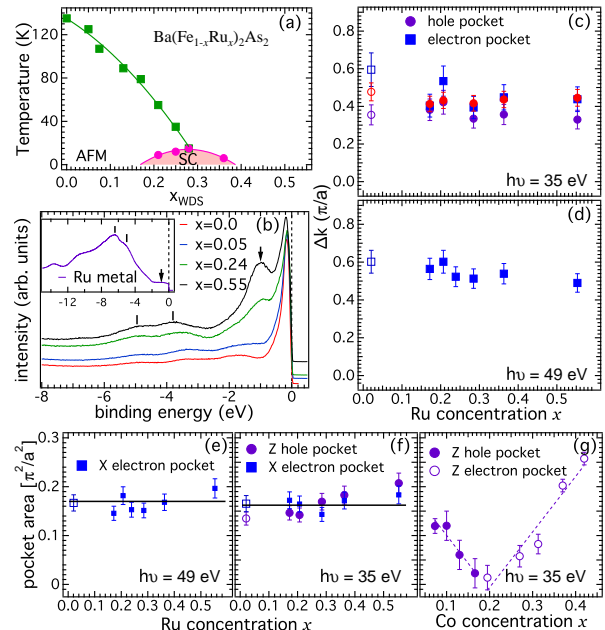 (a)
Ba(Fe1-xRux)2As2
Temperature (K)
120
80
40
0
AFM
SC
0.0 0.1 0.2 0.3 0.4 0.5
xWDS
(b)
x=0.0
x=0.05
x=0.24
x=0.55
Ru metal
-12 -8 -4 0
intensity (arb. units)
-8 -6 -4 -2 0
binding energy (eV)
(c)
hole pocket
electron pocket
0.8
0.6
0.4
0.2
0.0
hυ = 35 eV
Δk (π/a)
(d)
0.8
0.6
0.4
0.2
0.0
hυ = 49 eV
0.0 0.1 0.2 0.3 0.4 0.5
Ru concentration x
pocket area [π²/a²]
0.3
0.2
0.1
0
(e)
X electron pocket
hυ = 49 eV
0.0 0.1 0.2 0.3 0.4 0.5
(f)
Z hole pocket
X electron pocket
hυ = 35 eV
0.0 0.1 0.2 0.3 0.4 0.5
Ru concentration x
(g)
Z hole pocket
Z electron pocket
hυ = 35 eV
0.0 0.2 0.4
Co concentration x